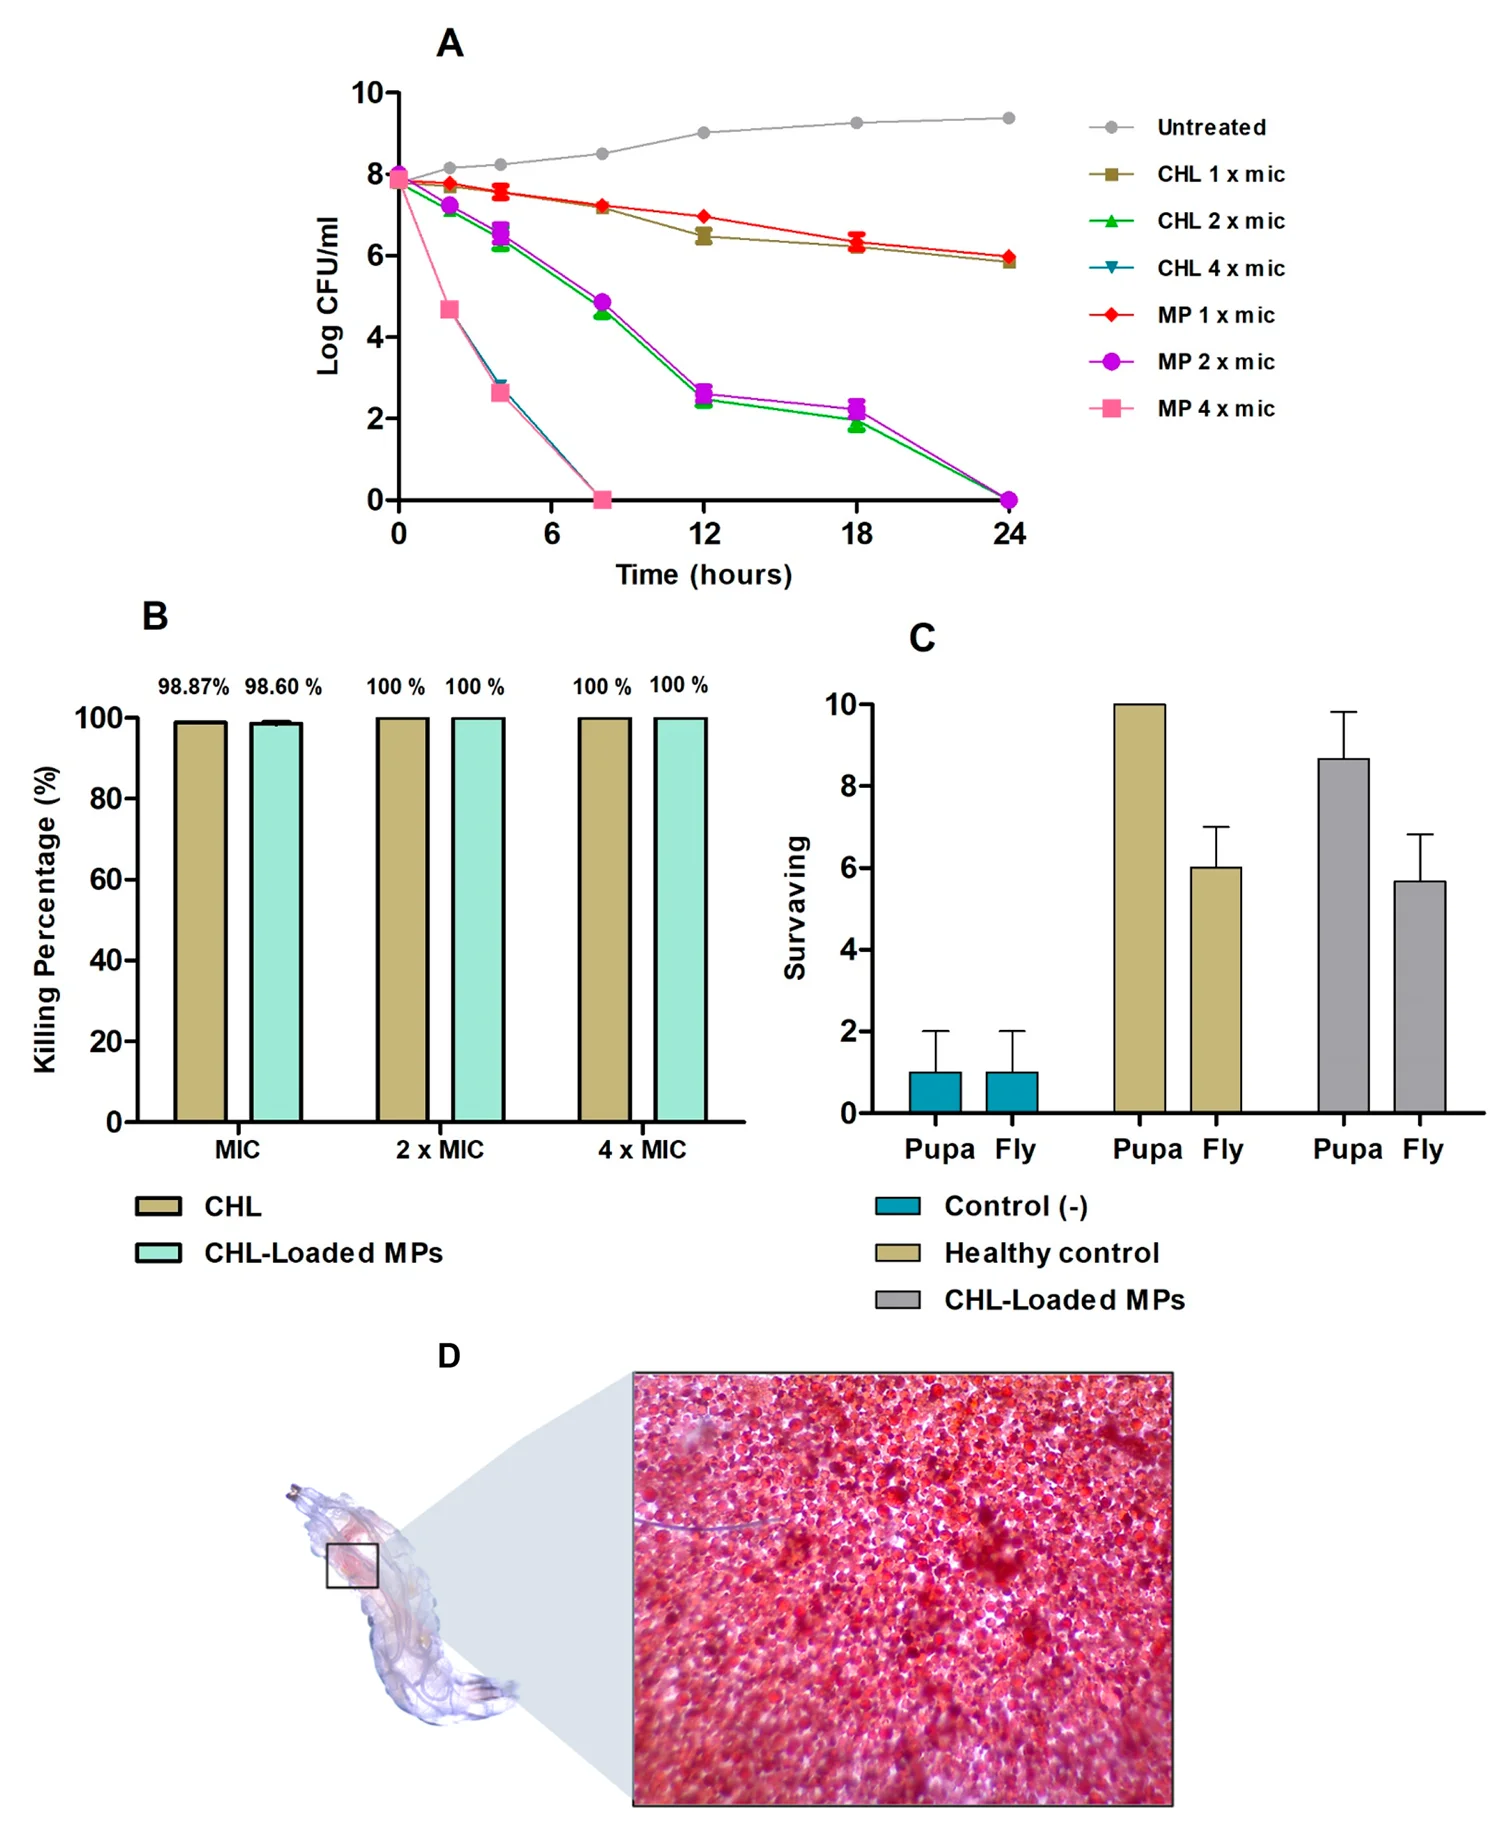 A
10
8
6
4
2
0
Log CFU/ml
0 6 12 18 24
Time (hours)
Untreated
CHL 1 x mic
CHL 2 x mic
CHL 4 x mic
MP 1 x mic
MP 2 x mic
MP 4 x mic
B
98.87% 98.60 % 100 % 100 % 100 % 100 %
100
80
60
40
20
0
Killing Percentage (%)
MIC 2 x MIC 4 x MIC
CHL
CHL-Loaded MPs
C
10
8
6
4
2
0
Survaving
Pupa Fly Pupa Fly Pupa Fly
Control (-)
Healthy control
CHL-Loaded MPs
D